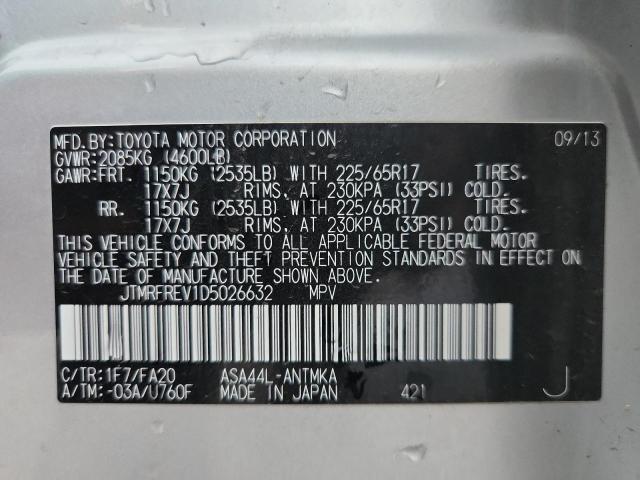 MFD.BY:TOYOTA MOTOR CORPORATION 09/13
GVWR:2085KG (4600LB)
GAWR:FRT. 1150KG (2535LB) WITH 225/65R17 TIRES.
17X7J RIMS, AT 230KPA (33PSI) COLD.
RR. 1150KG (2535LB) WITH 225/65R17 TIRES.
17X7J RIMS, AT 230KPA (33PSI) COLD.
THIS VEHICLE CONFORMS TO ALL APPLICABLE FEDERAL MOTOR
VEHICLE SAFETY AND THEFT PREVENTION STANDARDS IN EFFECT ON
THE DATE OF MANUFACTURE SHOWN ABOVE.
JTMRFREV1D5026632 MPV
C/TR:1F7/FA20 ASA44L-ANTMKA
A/TM:-03A/U760F MADE IN JAPAN 421 J